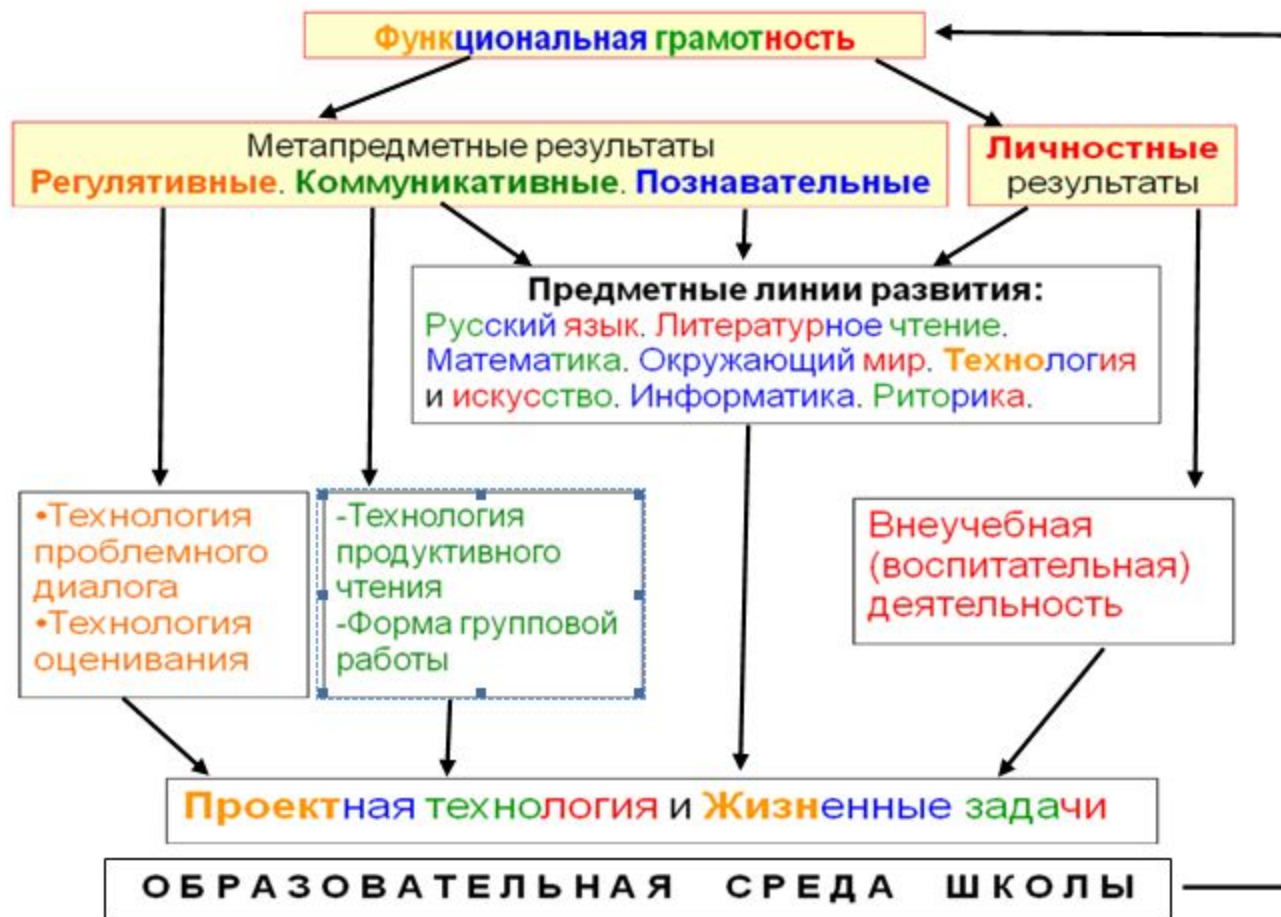 Функциональная грамотность
Метапредметные результаты
Регулятивные. Коммуникативные. Познавательные
Личностные
результаты
Предметные линии развития:
Русский язык. Литературное чтение.
Математика. Окружающий мир. Технология
и искусство. Информатика. Риторика.
•Технология
проблемного
диалога
•Технология
оценивания
-Технология
продуктивного
чтения
-Форма групповой
работы
Внеучебная
(воспитательная)
деятельность
Проектная технология и Жизненные задачи
ОБРАЗОВАТЕЛЬНАЯ СРЕДА ШКОЛЫ